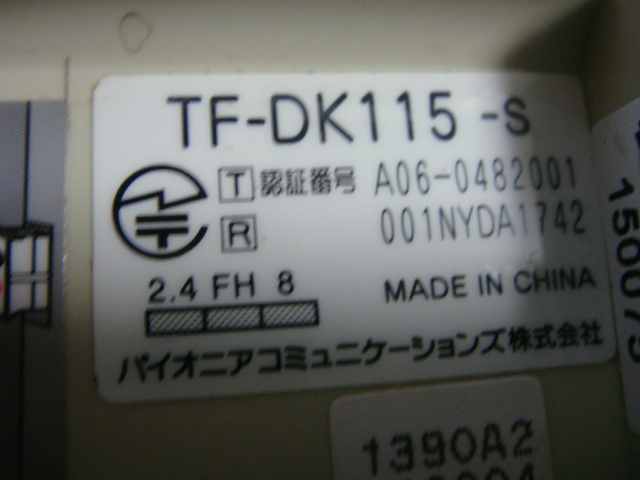 TF-DK115-S
T 認証番号 A06-0482001
R 001NYDA1742
2.4 FH 8
MADE IN CHINA
パイオニアコミュニケーションズ株式会社
1390A2